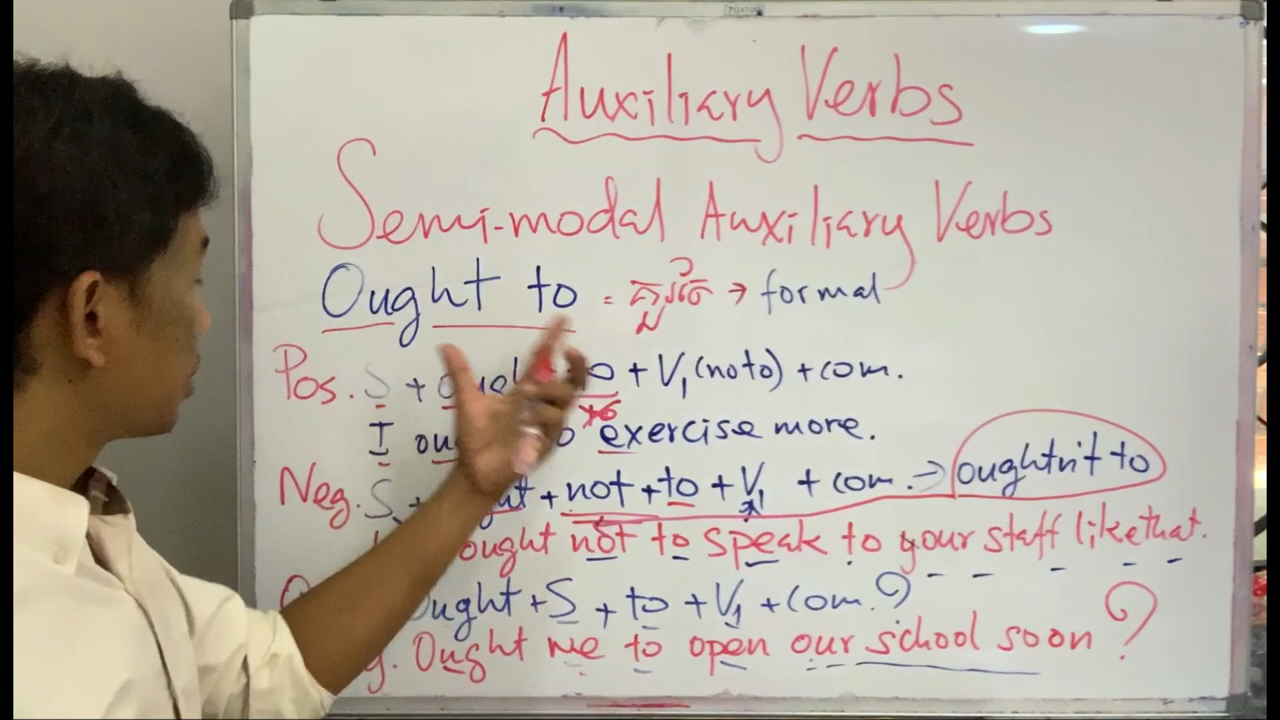 Auxiliary Verbs
Semi-modal Auxiliary Verbs
Ought to = គួរតែ → formal
Pos. S + to + V1 (no to) + com.
I exercise more.
Neg. S + not + to + V1 + com. → oughtn't to
ought not to speak to your staff like that.
Ought + S + to + V1 + com. ?
Ought we to open our school soon ?